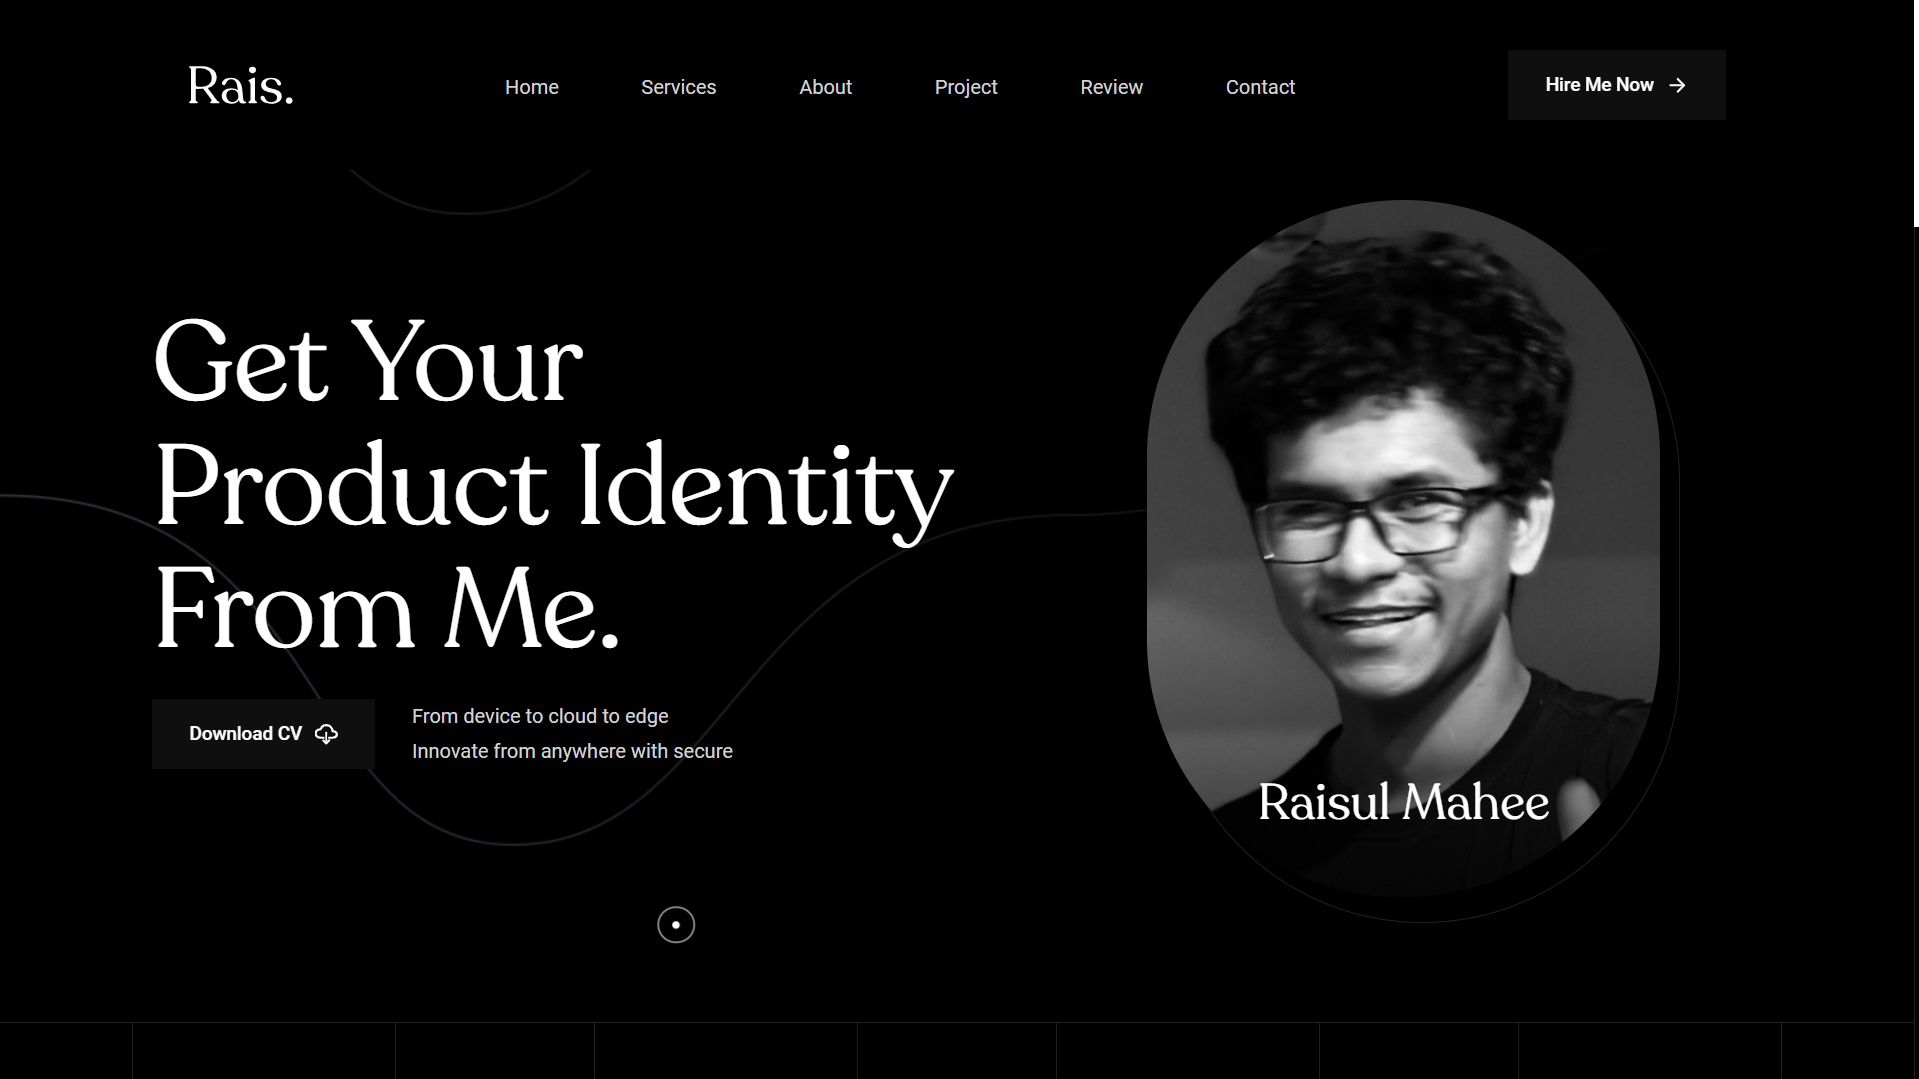 Rais.
Home Services About Project Review Contact
Hire Me Now
Get Your
Product Identity
From Me.
Download CV
From device to cloud to edge
Innovate from anywhere with secure
Raisul Mahee